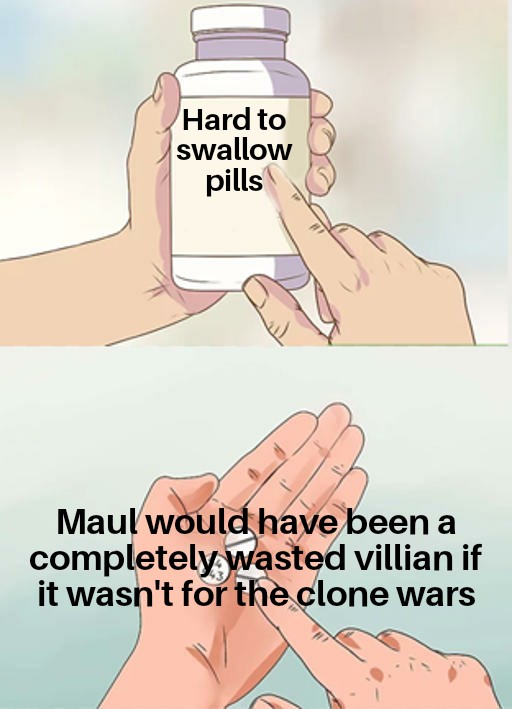 Hard to
swallow
pills
Maul would have been a
completely wasted villian if
it wasn't for the clone wars